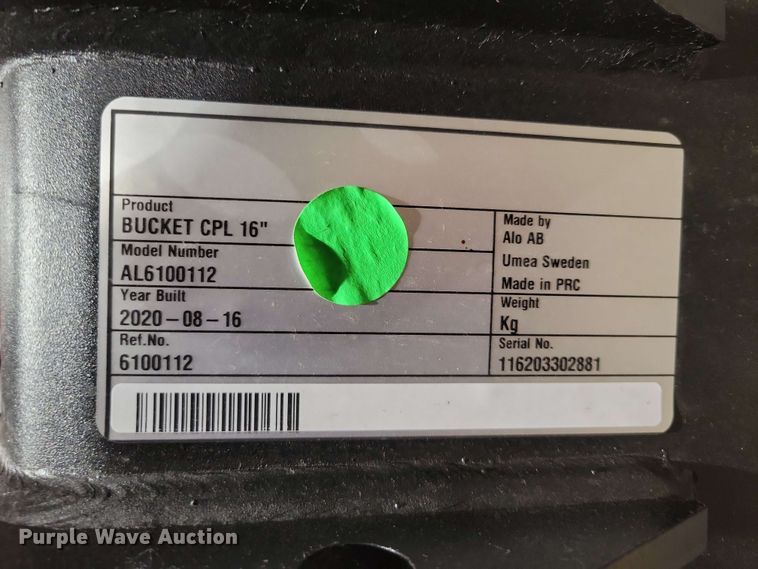 Product
BUCKET CPL 16"
Model Number
AL6100112
Year Built
2020-08-16
Ref.No.
6100112
Made by
Alo AB
Umea Sweden
Made in PRC
Weight
Kg
Serial No.
116203302881
Purple Wave Auction